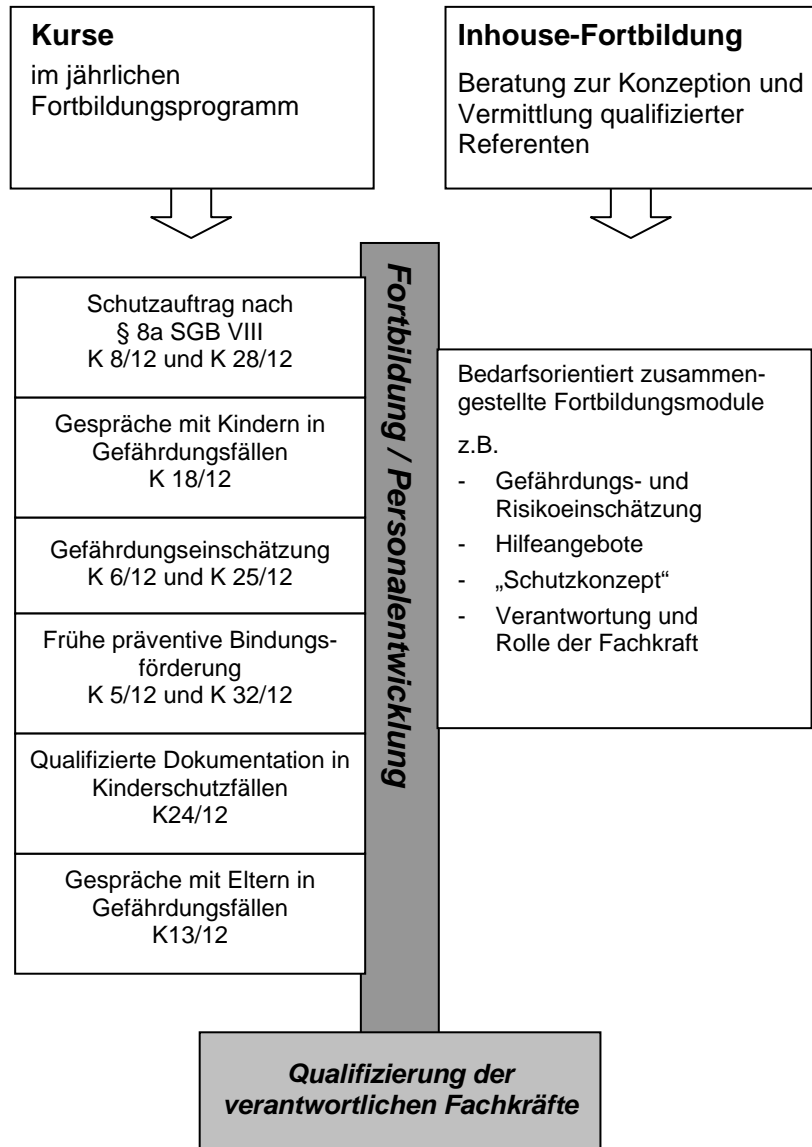 Kurse
im jährlichen
Fortbildungsprogramm
Inhouse-Fortbildung
Beratung zur Konzeption und
Vermittlung qualifizierter
Referenten
Schutzauftrag nach
§ 8a SGB VIII
K 8/12 und K 28/12
Gespräche mit Kindern in
Gefährdungsfällen
K 18/12
Gefährdungseinschätzung
K 6/12 und K 25/12
Frühe präventive Bindungs-
förderung
K 5/12 und K 32/12
Qualifizierte Dokumentation in
Kinderschutzfällen
K24/12
Gespräche mit Eltern in
Gefährdungsfällen
K13/12
Fortbildung / Personalentwicklung
Bedarfsorientiert zusammen-
gestellte Fortbildungsmodule
z.B.
- Gefährdungs- und
Risikoeinschätzung
- Hilfeangebote
- „Schutzkonzept“
- Verantwortung und
Rolle der Fachkraft
Qualifizierung der
verantwortlichen Fachkräfte